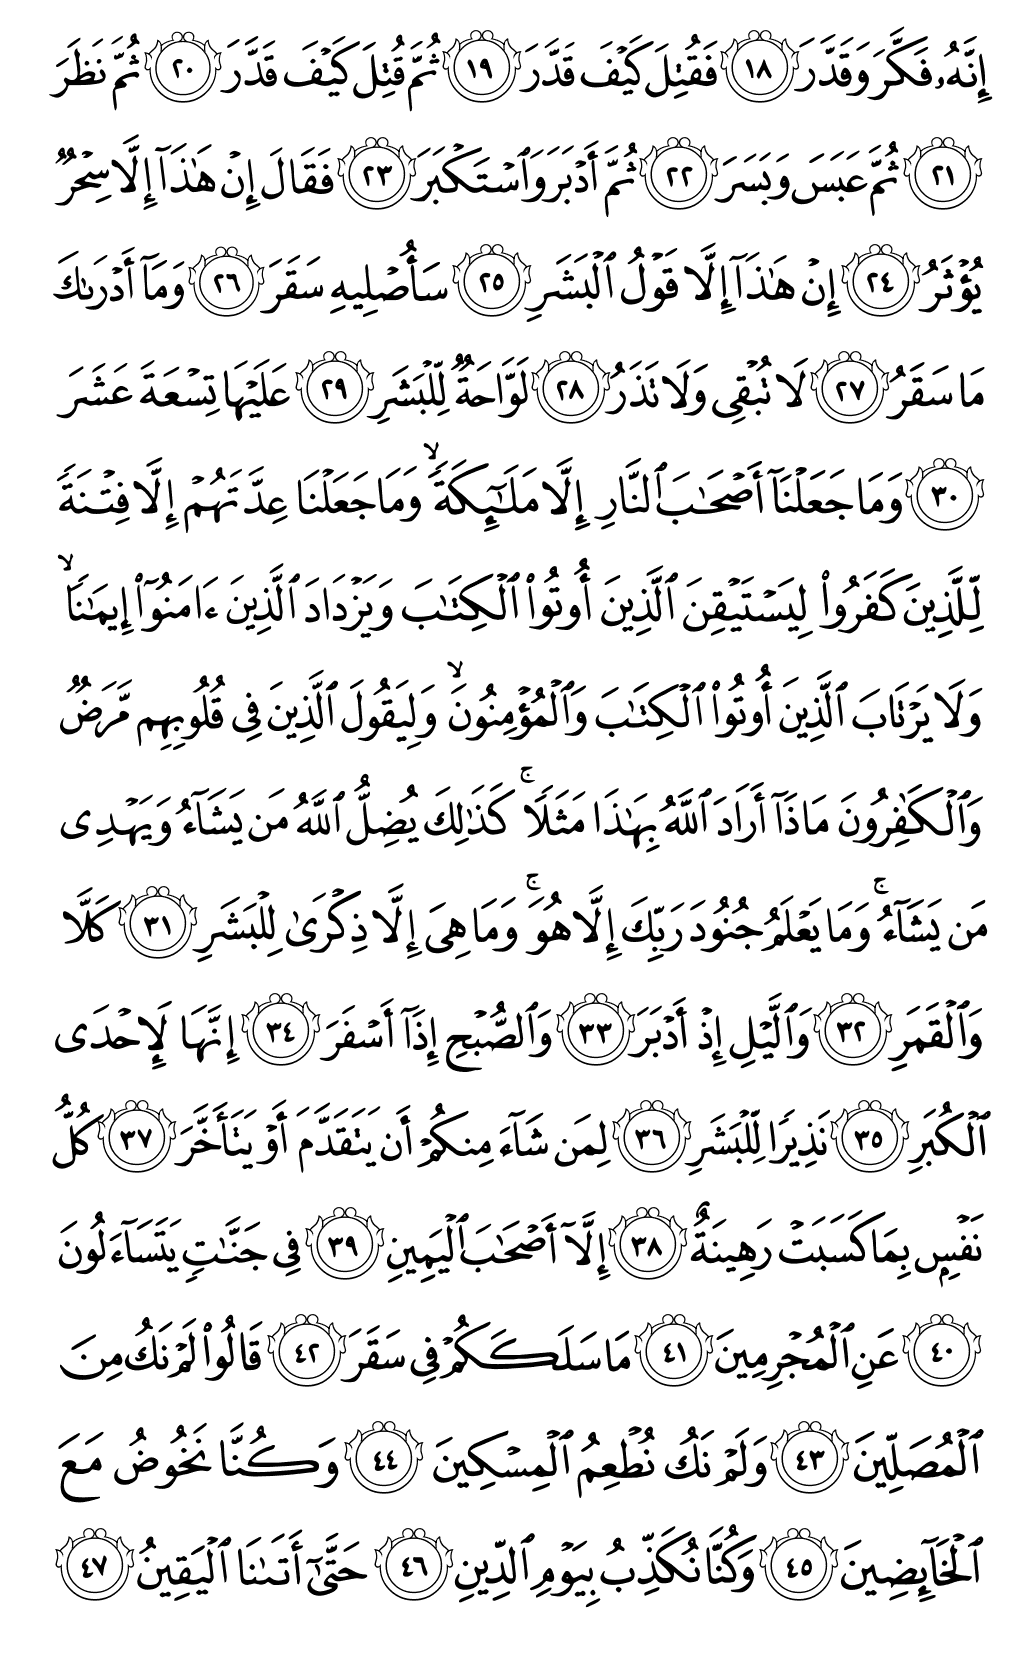 إِنَّهُۥ فَكَّرَ وَقَدَّرَ ١٨ فَقُتِلَ كَيْفَ قَدَّرَ ١٩ ثُمَّ قُتِلَ كَيْفَ قَدَّرَ ٢٠ ثُمَّ نَظَرَ
٢١ ثُمَّ عَبَسَ وَبَسَرَ ٢٢ ثُمَّ أَدْبَرَ وَٱسْتَكْبَرَ ٢٣ فَقَالَ إِنْ هَٰذَآ إِلَّا سِحْرٌ
يُؤْثَرُ ٢٤ إِنْ هَٰذَآ إِلَّا قَوْلُ ٱلْبَشَرِ ٢٥ سَأُصْلِيهِ سَقَرَ ٢٦ وَمَآ أَدْرَىٰكَ
مَا سَقَرُ ٢٧ لَا تُبْقِى وَلَا تَذَرُ ٢٨ لَوَّاحَةٌ لِّلْبَشَرِ ٢٩ عَلَيْهَا تِسْعَةَ عَشَرَ
٣٠ وَمَا جَعَلْنَآ أَصْحَٰبَ ٱلنَّارِ إِلَّا مَلَٰٓئِكَةً ۙ وَمَا جَعَلْنَا عِدَّتَهُمْ إِلَّا فِتْنَةً
لِّلَّذِينَ كَفَرُوا۟ لِيَسْتَيْقِنَ ٱلَّذِينَ أُوتُوا۟ ٱلْكِتَٰبَ وَيَزْدَادَ ٱلَّذِينَ ءَامَنُوٓا۟ إِيمَٰنًا ۙ
وَلَا يَرْتَابَ ٱلَّذِينَ أُوتُوا۟ ٱلْكِتَٰبَ وَٱلْمُؤْمِنُونَ ۙ وَلِيَقُولَ ٱلَّذِينَ فِى قُلُوبِهِم مَّرَضٌ
وَٱلْكَٰفِرُونَ مَاذَآ أَرَادَ ٱللَّهُ بِهَٰذَا مَثَلًا ۚ كَذَٰلِكَ يُضِلُّ ٱللَّهُ مَن يَشَآءُ وَيَهْدِى
مَن يَشَآءُ ۚ وَمَا يَعْلَمُ جُنُودَ رَبِّكَ إِلَّا هُوَ ۚ وَمَا هِىَ إِلَّا ذِكْرَىٰ لِلْبَشَرِ ٣١ كَلَّا
وَٱلْقَمَرِ ٣٢ وَٱلَّيْلِ إِذْ أَدْبَرَ ٣٣ وَٱلصُّبْحِ إِذَآ أَسْفَرَ ٣٤ إِنَّهَا لَإِحْدَى
ٱلْكُبَرِ ٣٥ نَذِيرًا لِّلْبَشَرِ ٣٦ لِمَن شَآءَ مِنكُمْ أَن يَتَقَدَّمَ أَوْ يَتَأَخَّرَ ٣٧ كُلُّ
نَفْسٍۭ بِمَا كَسَبَتْ رَهِينَةٌ ٣٨ إِلَّآ أَصْحَٰبَ ٱلْيَمِينِ ٣٩ فِى جَنَّٰتٍ يَتَسَآءَلُونَ
٤٠ عَنِ ٱلْمُجْرِمِينَ ٤١ مَا سَلَكَكُمْ فِى سَقَرَ ٤٢ قَالُوا۟ لَمْ نَكُ مِنَ
ٱلْمُصَلِّينَ ٤٣ وَلَمْ نَكُ نُطْعِمُ ٱلْمِسْكِينَ ٤٤ وَكُنَّا نَخُوضُ مَعَ
ٱلْخَآئِضِينَ ٤٥ وَكُنَّا نُكَذِّبُ بِيَوْمِ ٱلدِّينِ ٤٦ حَتَّىٰٓ أَتَىٰنَا ٱلْيَقِينُ ٤٧